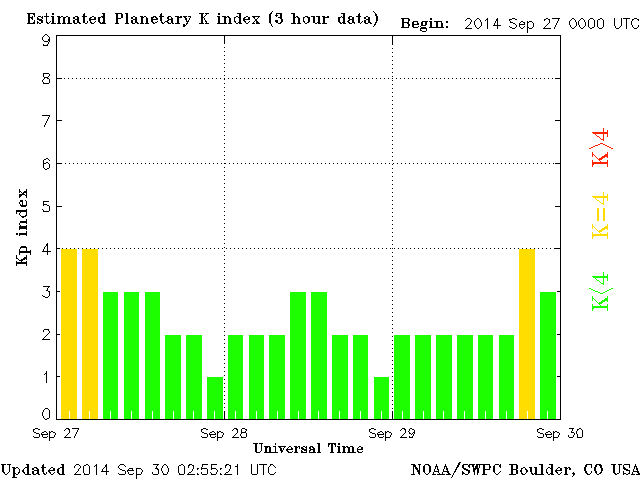 Estimated Planetary K index (3 hour data)
Begin: 2014 Sep 27 0000 UTC
9
8
7
6
5
4
3
2
1
0
Kp index
K>4
K=4
K<4
Sep 27
Sep 28
Sep 29
Sep 30
Universal Time
Updated 2014 Sep 30 02:55:21 UTC
NOAA/SWPC Boulder, CO USA